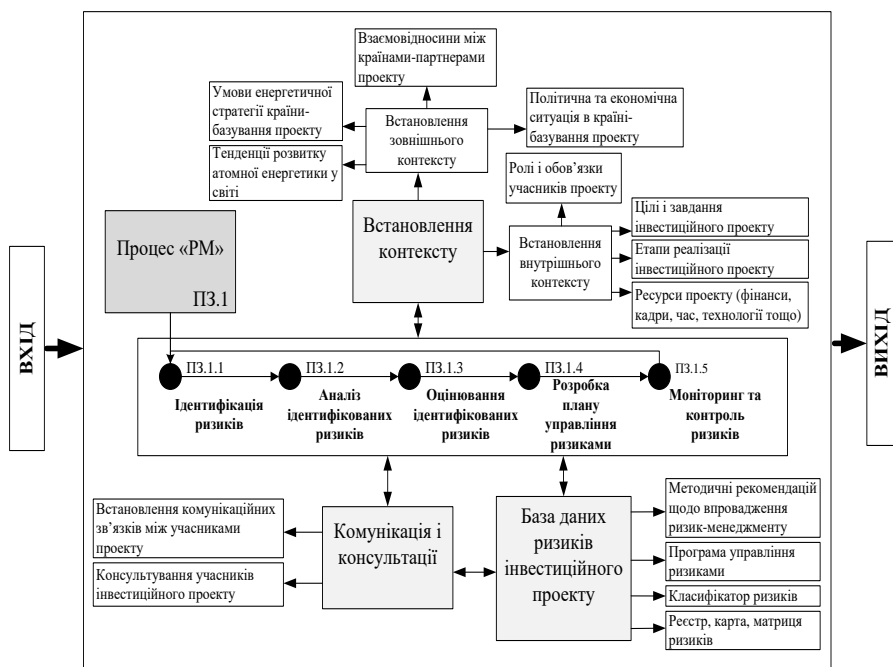 Взаємовідносини між
країнами-партнерами
проекту
Умови енергетичної
стратегії країни-
базування проекту
Встановлення
зовнішнього
контексту
Політична та економічна
ситуація в країні-
базування проекту
Тенденції розвитку
атомної енергетики у
світі
Ролі і обов’язки
учасників проекту
Процес «РМ»
ПЗ.1
Встановлення
контексту
Встановлення
внутрішнього
контексту
Цілі і завдання
інвестиційного проекту
Етапи реалізації
інвестиційного проекту
Ресурси проекту (фінанси,
кадри, час, технології тощо)
ВХІД
ВИХІД
ПЗ.1.1
Ідентифікація
ризиків
ПЗ.1.2
Аналіз
ідентифікованих
ризиків
ПЗ.1.3
Оцінювання
ідентифікованих
ризиків
ПЗ.1.4
Розробка
плану
управління
ризиками
ПЗ.1.5
Моніторинг та
контроль
ризиків
Встановлення комунікаційних
зв’язків між учасниками
проекту
Консультування учасників
інвестиційного проекту
Комунікація і
консультації
База даних
ризиків
інвестиційного
проекту
Методичні рекомендацій
щодо впровадження
ризик-менеджменту
Програма управління
ризиками
Класифікатор ризиків
Реєстр, карта, матриця
ризиків